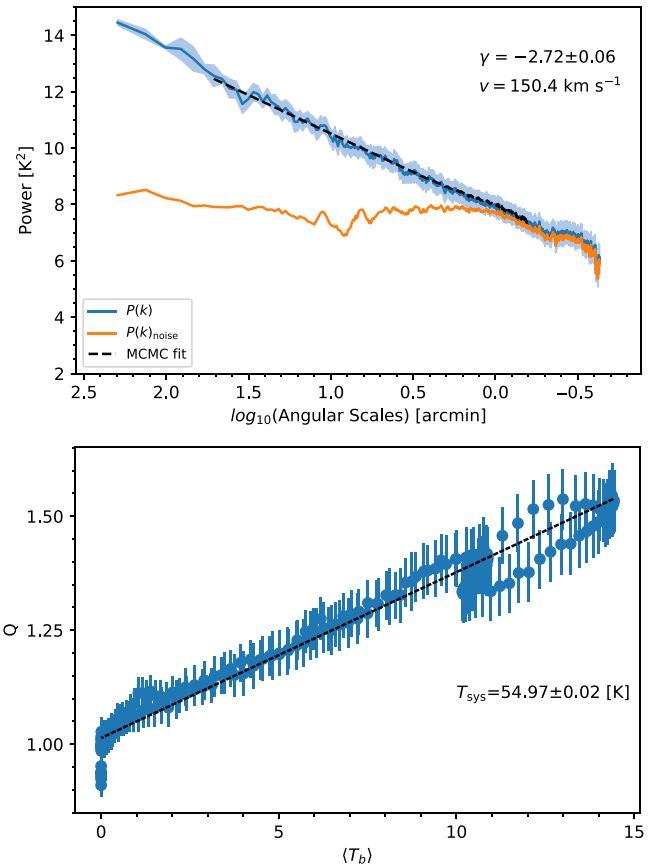 14
12
10
8
6
4
2
Power [K²]
γ = −2.72±0.06
v = 150.4 km s⁻¹
P(k)
P(k)noise
MCMC fit
2.5 2.0 1.5 1.0 0.5 0.0 −0.5
log₁₀(Angular Scales) [arcmin]
1.50
1.25
1.00
Q
Tsys=54.97±0.02 [K]
0 5 10 15
⟨Tb⟩